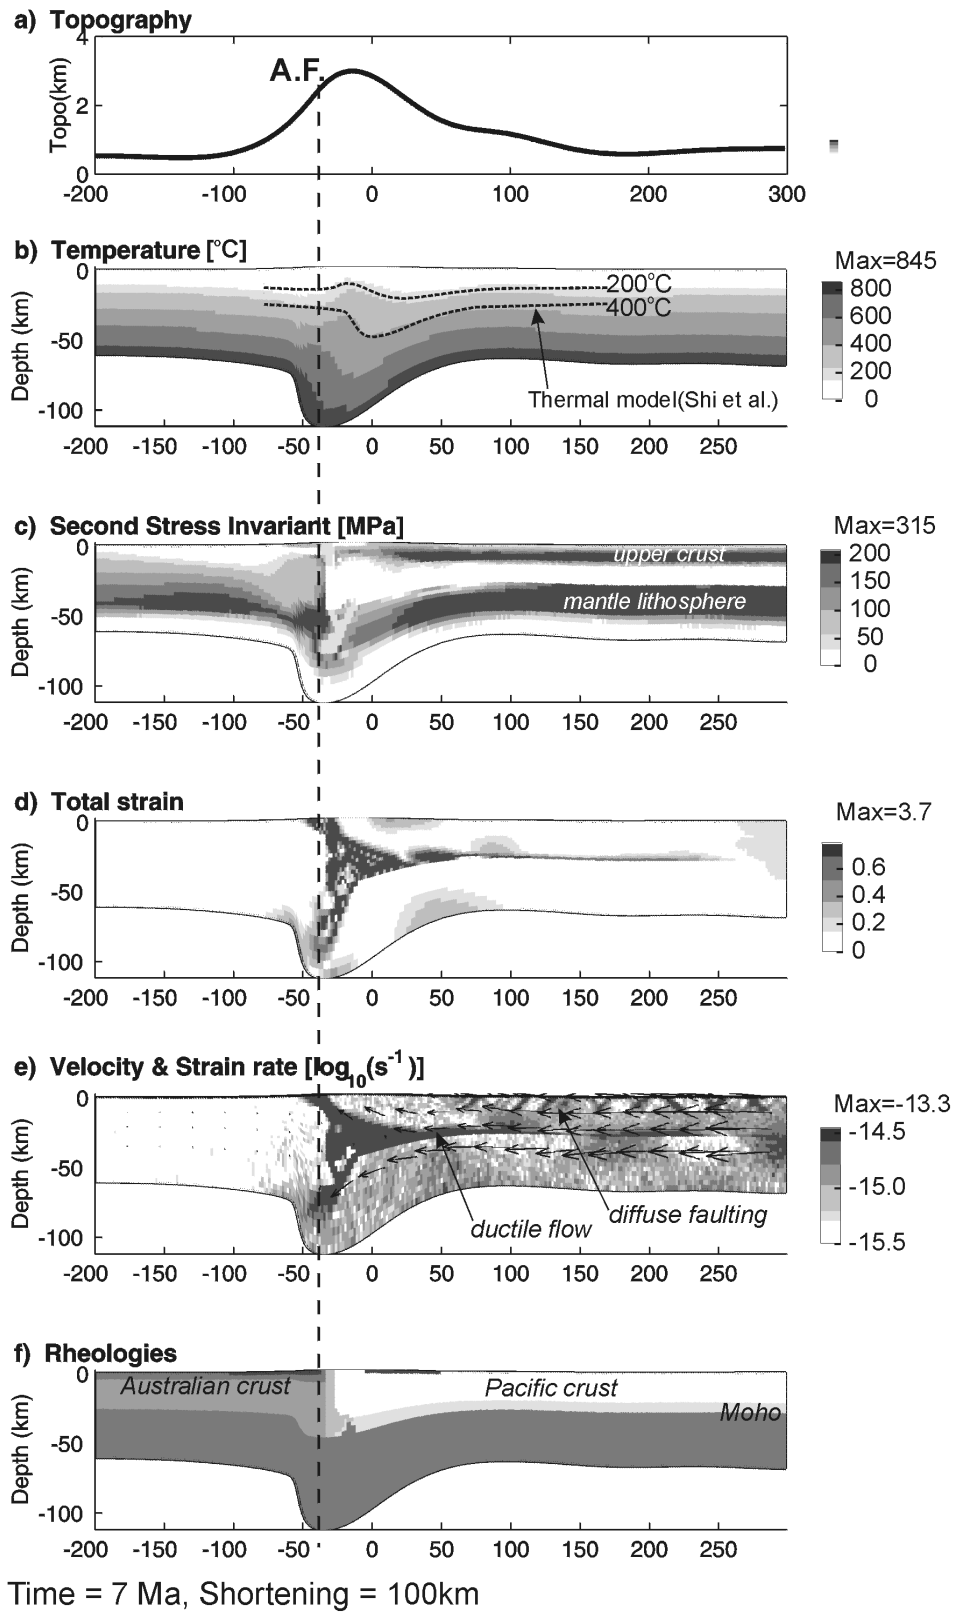 a) Topography
4
A.F.
Topo(km)
2
0
-200 -100 0 100 200 300
b) Temperature [°C]
Max=845
0
200°C
800
400°C
600
Depth (km)
-50
400
200
Thermal model(Shi et al.)
0
-100
-200 -150 -100 -50 0 50 100 150 200 250
c) Second Stress Invariant [MPa]
Max=315
0
upper crust
200
150
Depth (km)
-50
mantle lithosphere
100
50
0
-100
-200 -150 -100 -50 0 50 100 150 200 250
d) Total strain
Max=3.7
0
0.6
Depth (km)
-50
0.4
0.2
0
-100
-200 -150 -100 -50 0 50 100 150 200 250
e) Velocity & Strain rate [log10(s-1)]
0
Max=-13.3
-14.5
Depth (km)
-50
-15.0
ductile flow
diffuse faulting
-100
-15.5
-200 -150 -100 -50 0 50 100 150 200 250
f) Rheologies
0
Australian crust
Pacific crust
Moho
Depth (km)
-50
-100
-200 -150 -100 -50 0 50 100 150 200 250
Time = 7 Ma, Shortening = 100km